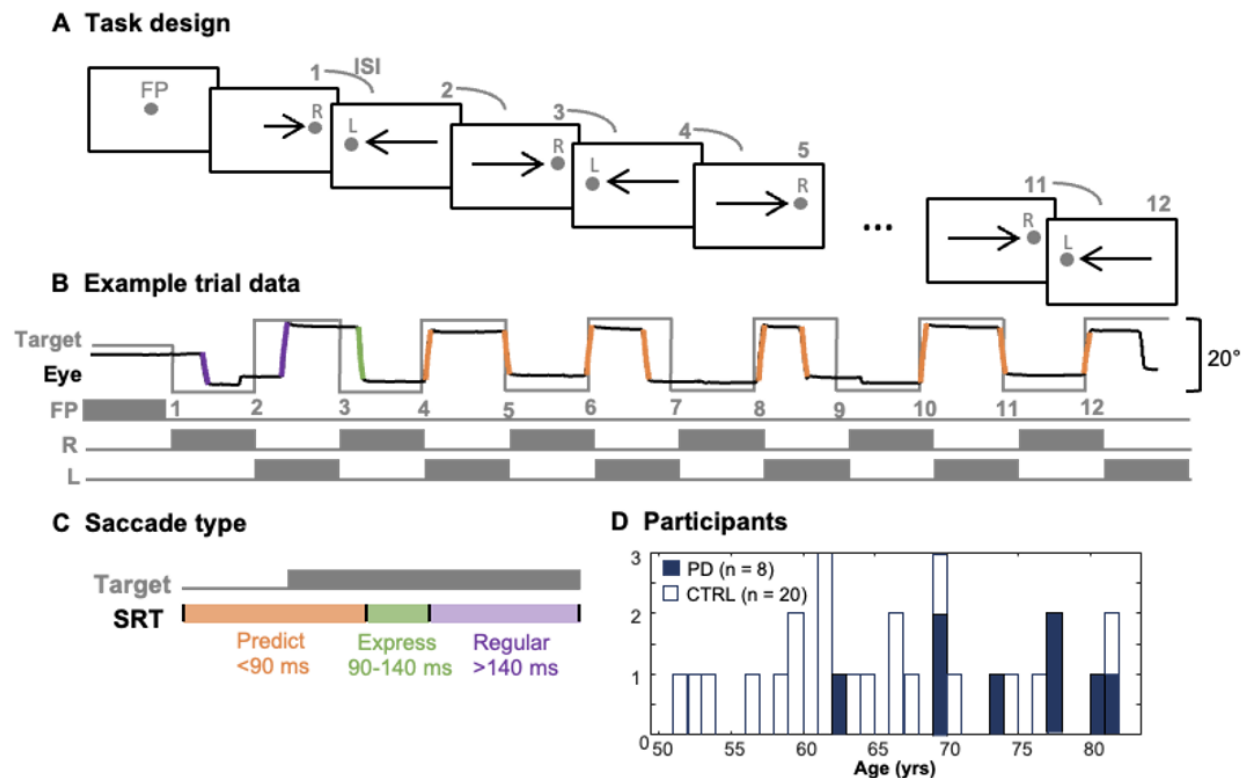 A Task design
FP
1 ISI
R
L
2
R
3
L
4
R
5
...
R
11
L
12
B Example trial data
Target
Eye
20°
FP 1 2 3 4 5 6 7 8 9 10 11 12
R
L
C Saccade type
Target
SRT
Predict Express Regular
<90 ms 90-140 ms >140 ms
D Participants
3
PD (n = 8)
CTRL (n = 20)
2
1
0
50 55 60 65 70 75 80
Age (yrs)